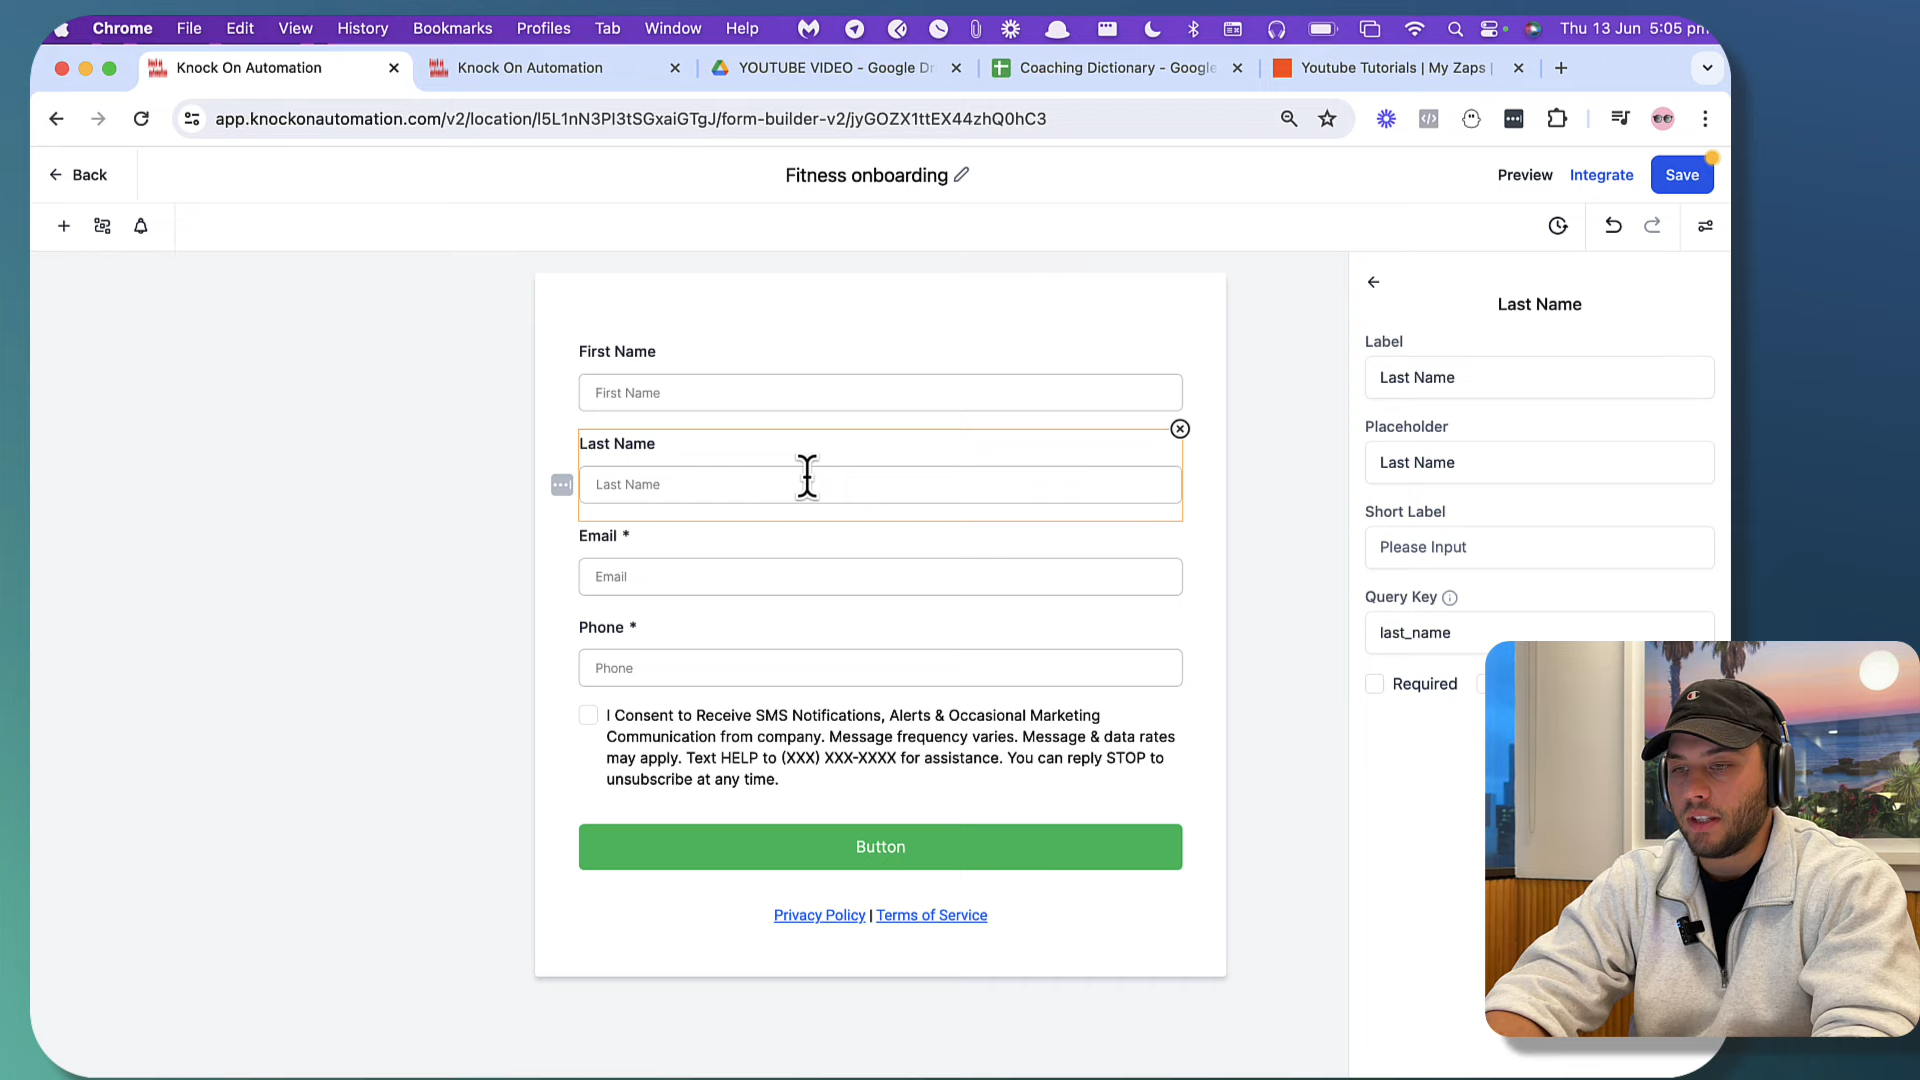 Chrome File Edit View History Bookmarks Profiles Tab Window Help Thu 13 Jun 5:05 pm
Knock On Automation Knock On Automation YOUTUBE VIDEO - Google Dr Coaching Dictionary - Google Youtube Tutorials | My Zaps |
app.knockonautomation.com/v2/location/I5L1nN3PI3tSGxaiGTgJ/form-builder-v2/jyGOZX1ttEX44zhQ0hC3
Back Fitness onboarding Preview Integrate Save
Last Name
Label
Last Name
Placeholder
Last Name
Short Label
Please Input
Query Key
last_name
Required
First Name
First Name
Last Name
Last Name
Email *
Email
Phone *
Phone
I Consent to Receive SMS Notifications, Alerts & Occasional Marketing
Communication from company. Message frequency varies. Message & data rates
may apply. Text HELP to (XXX) XXX-XXXX for assistance. You can reply STOP to
unsubscribe at any time.
Button
Privacy Policy | Terms of Service